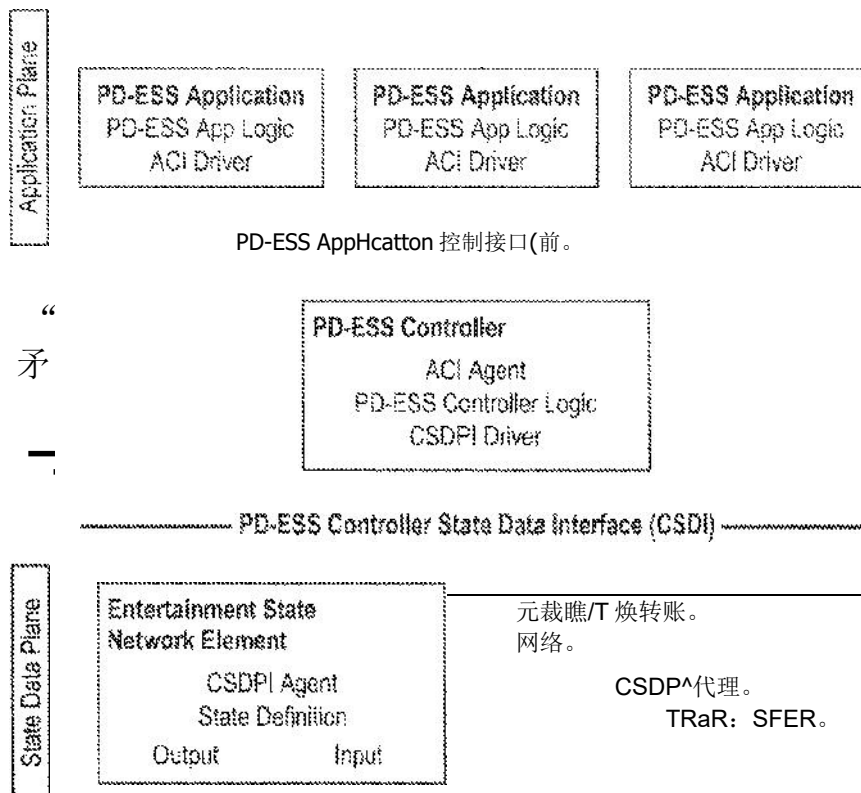 Application Plane
PD-ESS Application
PD-ESS App Logic
ACI Driver
PD-ESS Application
PD-ESS App Logic
ACI Driver
PD-ESS Application
PD-ESS App Logic
ACI Driver
PD-ESS AppHcatton 控制接口(前。
“
矛
PD-ESS Controller
ACI Agent
PD-ESS Controller Logic
CSDPI Driver
PD-ESS Controller State Data Interface (CSDI)
State Data Plane
Entertainment State
Network Element
CSDPI Agent
State Definition
Output Input
元裁瞧/T 焕转账。
网络。
CSDP^代理。
TRaR：SFER。